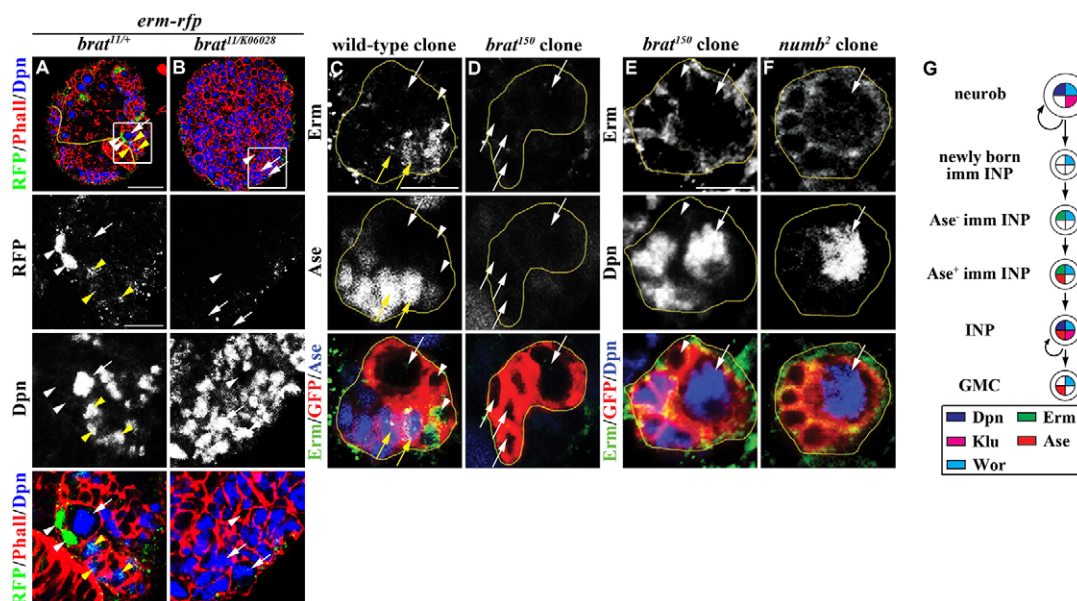 erm-rfp
brat11/+
brat11/K06028
wild-type clone
brat150 clone
brat150 clone
numb2 clone
A
B
C
D
E
F
G
RFP/Phall/Dpn
RFP
Dpn
RFP/Phall/Dpn
Erm
Ase
Erm/GFP/Ase
Erm
Dpn
Erm/GFP/Dpn
neurob
newly born
imm INP
Ase- imm INP
Ase+ imm INP
INP
GMC
Dpn
Erm
Klu
Ase
Wor